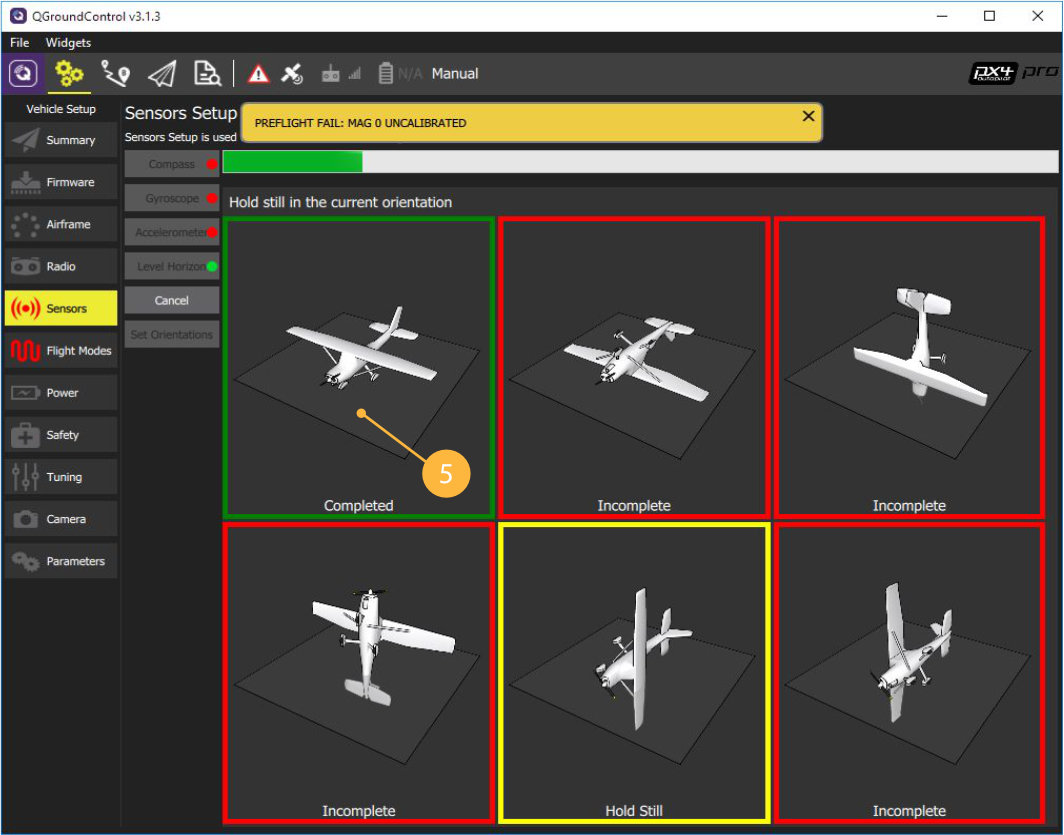 QGroundControl v3.1.3
File Widgets
N/A Manual
px4 pro
AUTOPILOT
Vehicle Setup
Summary
Firmware
Airframe
Radio
Sensors
Flight Modes
Power
Safety
Tuning
Camera
Parameters
Sensors Setup
Sensors Setup is used
PREFLIGHT FAIL: MAG 0 UNCALIBRATED
Compass
Gyroscope
Accelerometer
Level Horizon
Cancel
Set Orientations
Hold still in the current orientation
5
Completed
Incomplete
Incomplete
Incomplete
Hold Still
Incomplete